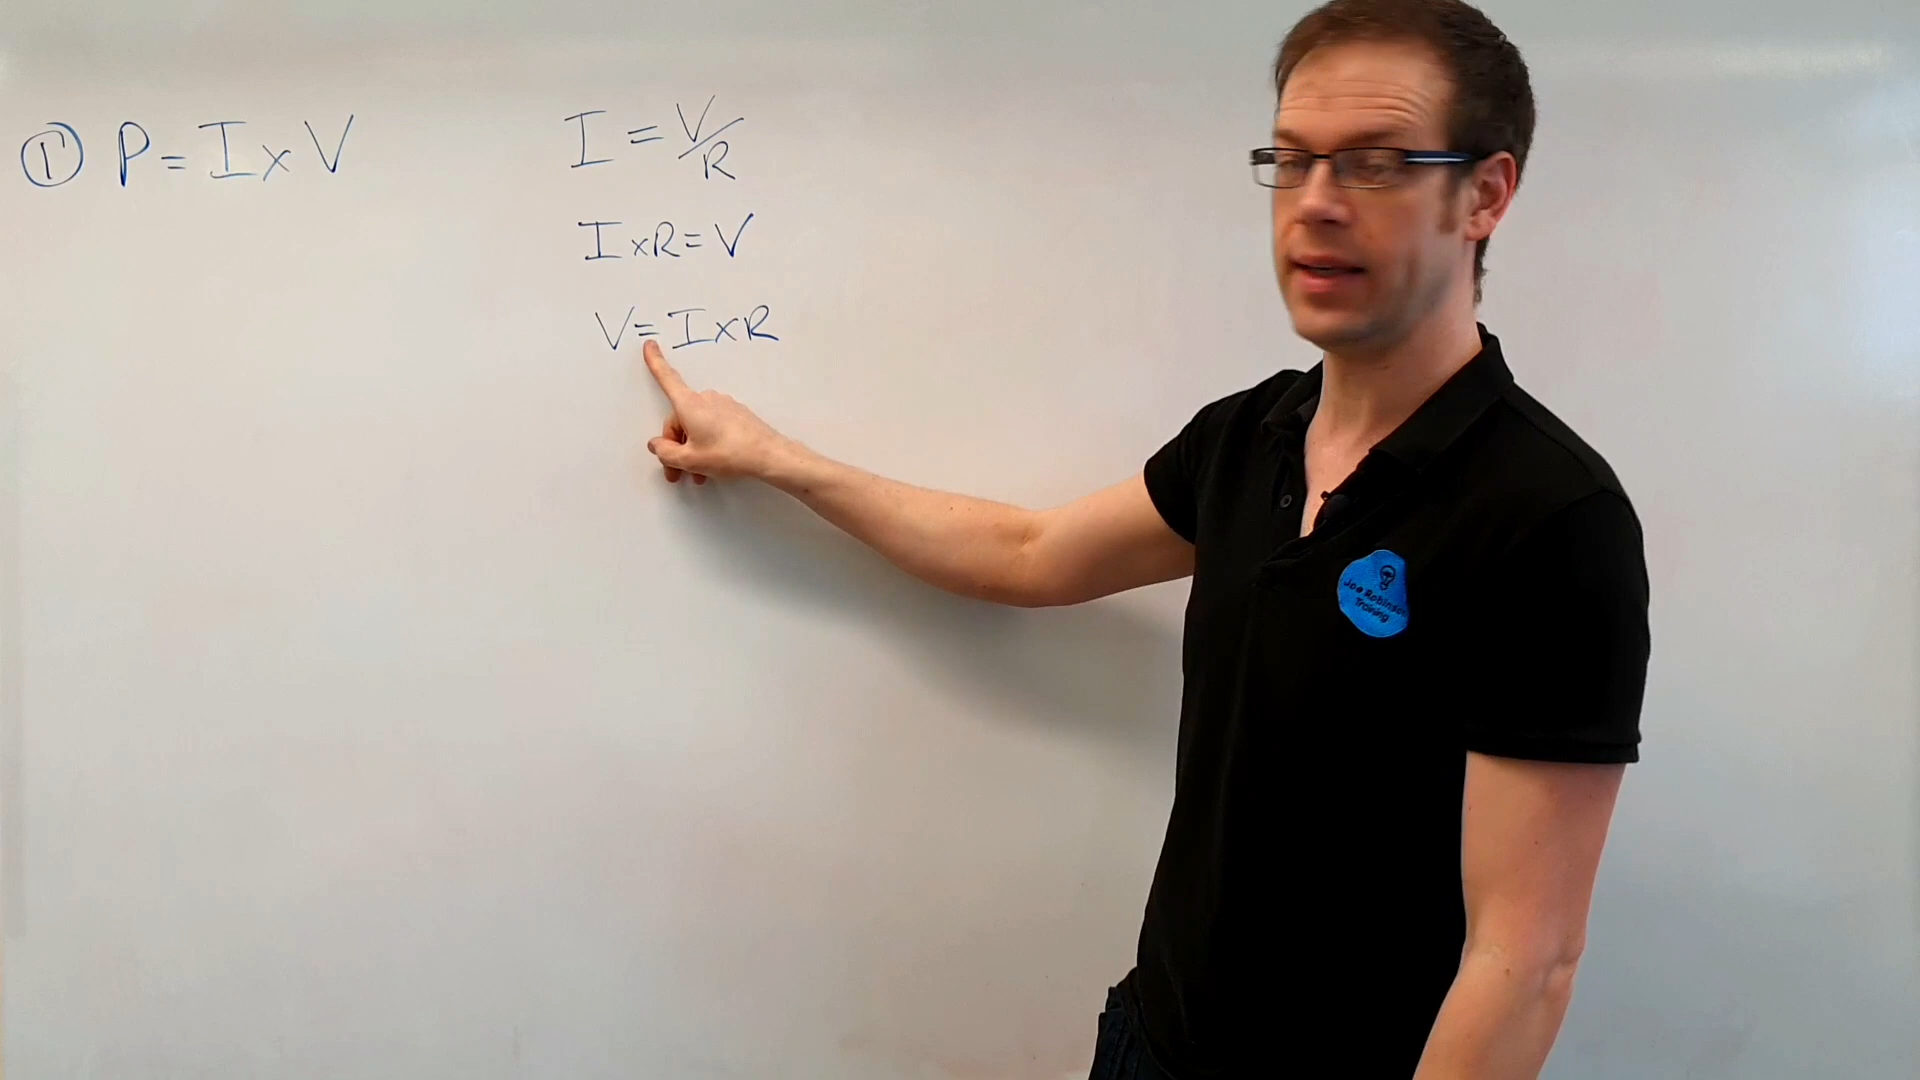 ① P = I x V
I = V/R
I x R = V
V = I x R
Joe Robinson
Training